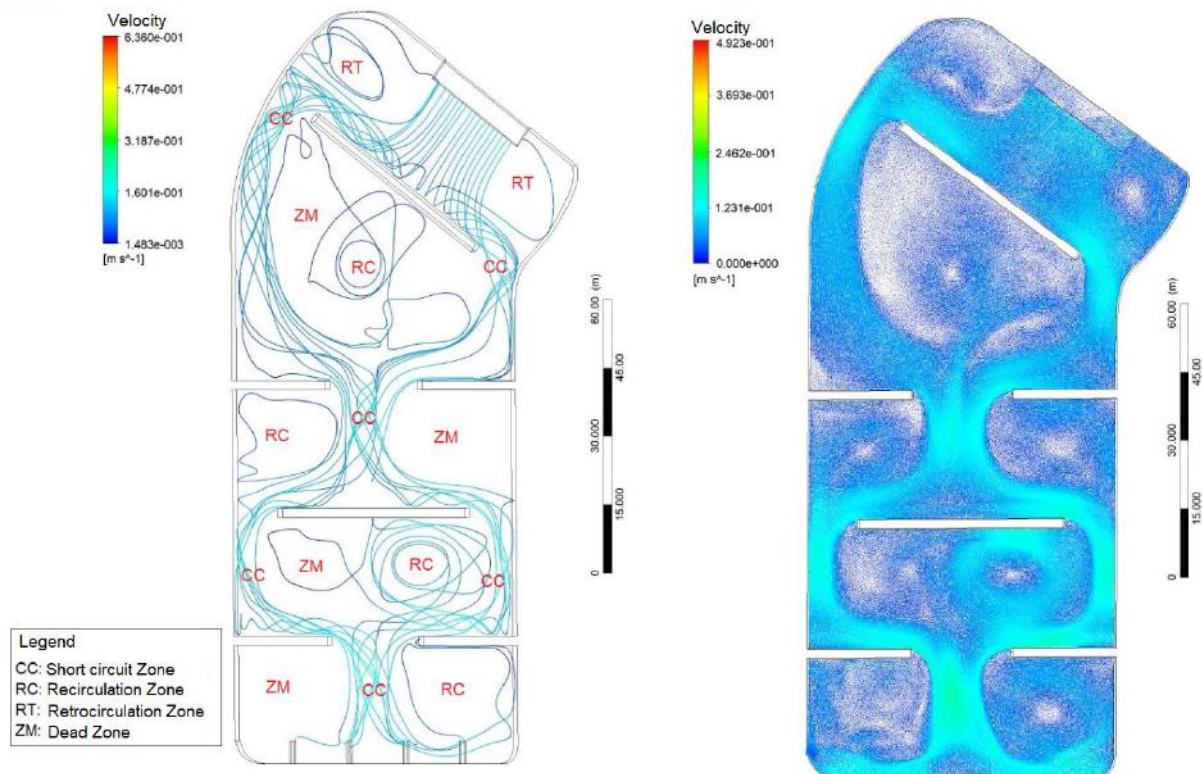 Velocity
6.360e-001
4.774e-001
3.187e-001
1.601e-001
1.483e-003
[m s^-1]
RT
CC
RT
ZM
RC
CC
CC
RC
ZM
ZM
RC
CC
CC
ZM
CC
RC
0
15.000
30.000
45.00
60.00 (m)
Legend
CC: Short circuit Zone
RC: Recirculation Zone
RT: Retrocirculation Zone
ZM: Dead Zone
Velocity
4.923e-001
3.693e-001
2.462e-001
1.231e-001
0.000e+000
[m s^-1]
0
15.000
30.000
45.00
60.00 (m)